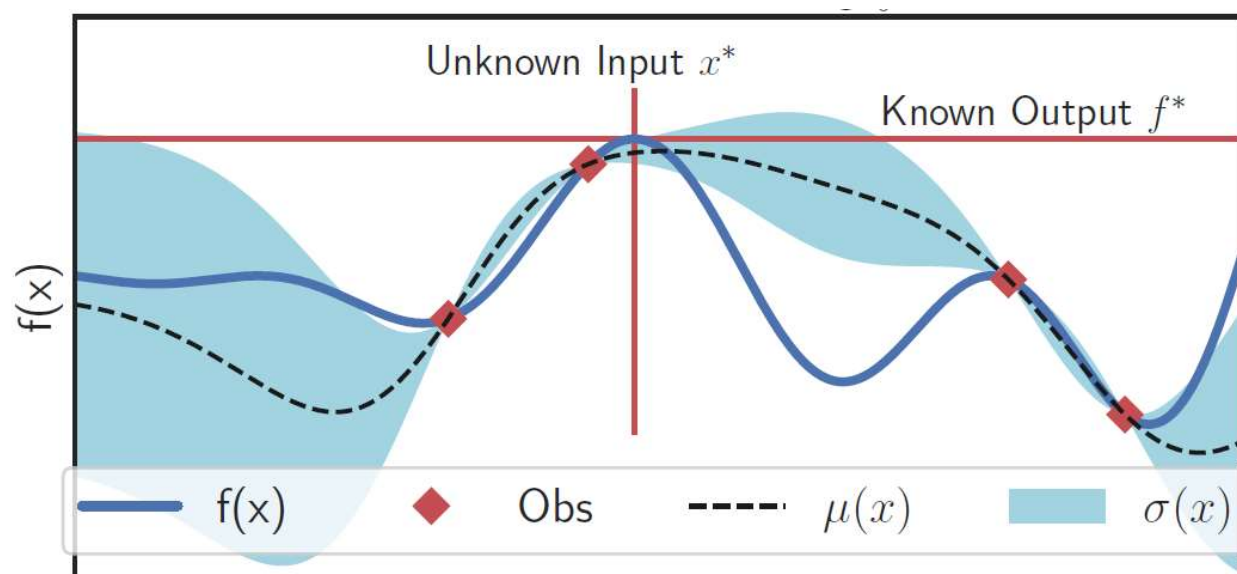 Unknown Input x*
Known Output f*
f(x)
f(x) Obs μ(x) σ(x)